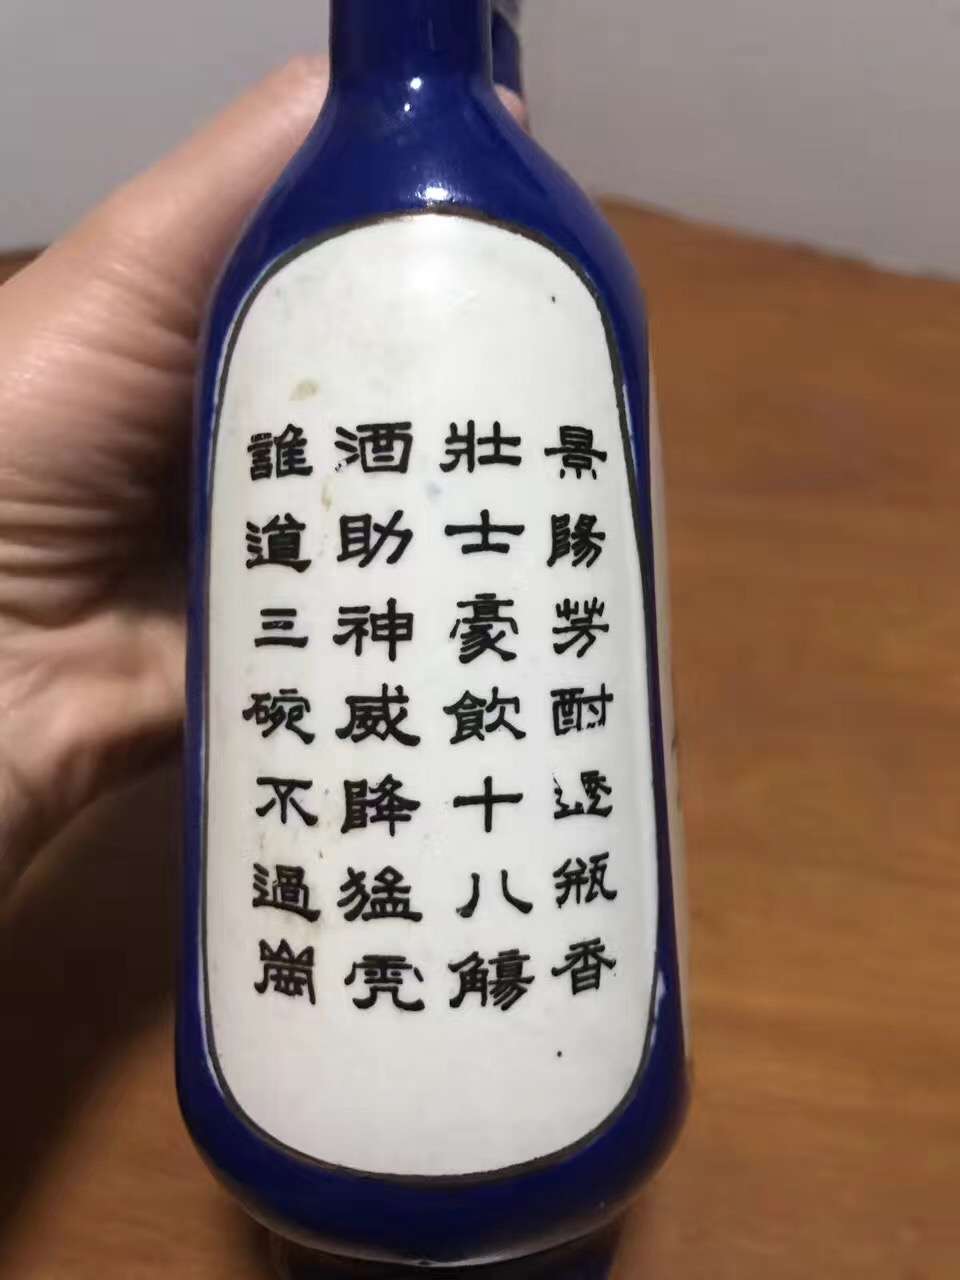 景陽芳酎透瓶香
壯士豪飲十八觴
酒助神威降猛虎
誰道三碗不過崗